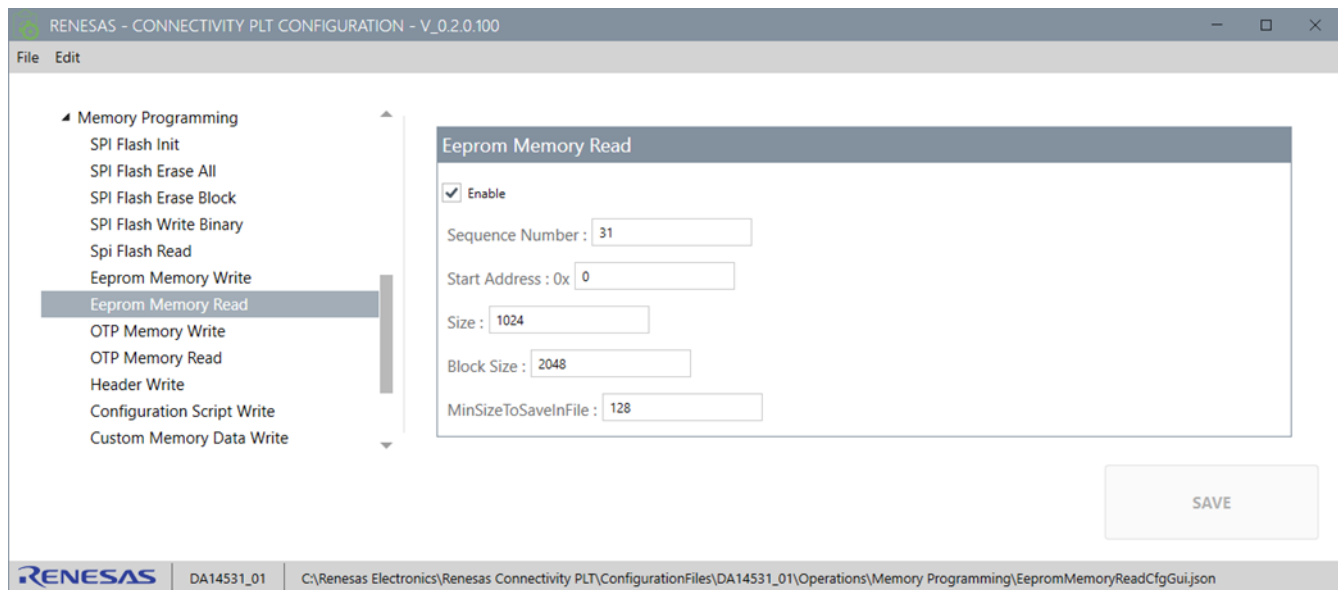 RENESAS - CONNECTIVITY PLT CONFIGURATION - V_0.2.0.100
File Edit
Memory Programming
SPI Flash Init
SPI Flash Erase All
SPI Flash Erase Block
SPI Flash Write Binary
Spi Flash Read
Eeprom Memory Write
Eeprom Memory Read
OTP Memory Write
OTP Memory Read
Header Write
Configuration Script Write
Custom Memory Data Write
Eeprom Memory Read
Enable
Sequence Number : 31
Start Address : 0x 0
Size : 1024
Block Size : 2048
MinSizeToSaveInFile : 128
SAVE
RENESAS DA14531_01 C:\Renesas Electronics\Renesas Connectivity PLT\ConfigurationFiles\DA14531_01\Operations\Memory Programming\EepromMemoryReadCfgGui.json